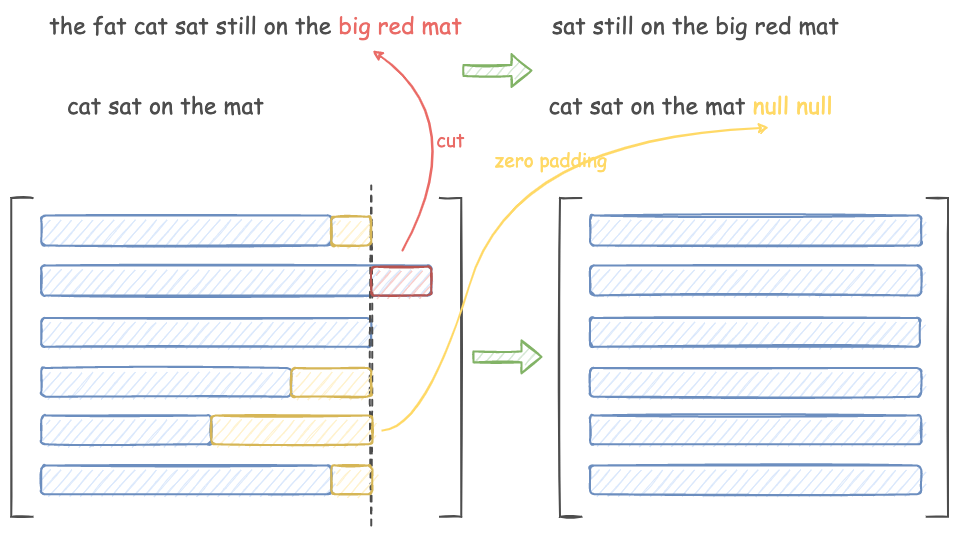 the fat cat sat still on the big red mat
sat still on the big red mat
cat sat on the mat
cat sat on the mat null null
cut
zero padding